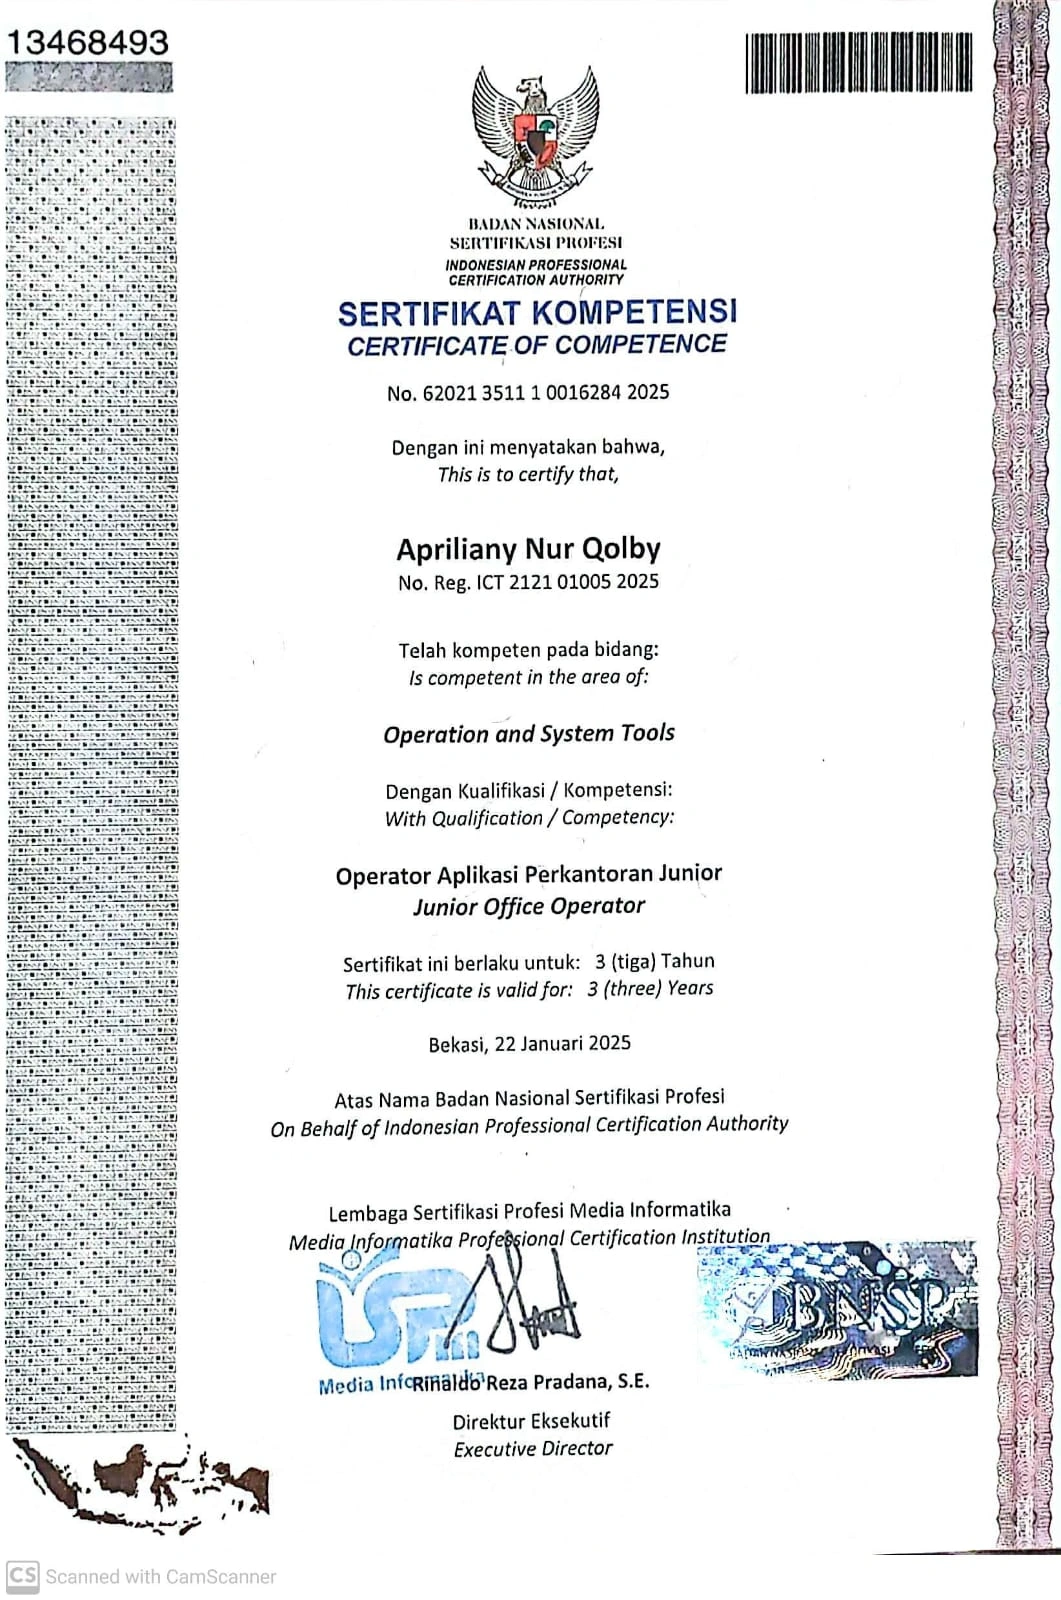 13468493
BADAN NASIONAL
SERTIFIKASI PROFESI
INDONESIAN PROFESSIONAL
CERTIFICATION AUTHORITY
SERTIFIKAT KOMPETENSI
CERTIFICATE OF COMPETENCE
No. 62021 3511 1 0016284 2025
Dengan ini menyatakan bahwa,
This is to certify that,
Apriliany Nur Qolby
No. Reg. ICT 2121 01005 2025
Telah kompeten pada bidang:
Is competent in the area of:
Operation and System Tools
Dengan Kualifikasi / Kompetensi:
With Qualification / Competency:
Operator Aplikasi Perkantoran Junior
Junior Office Operator
Sertifikat ini berlaku untuk: 3 (tiga) Tahun
This certificate is valid for: 3 (three) Years
Bekasi, 22 Januari 2025
Atas Nama Badan Nasional Sertifikasi Profesi
On Behalf of Indonesian Professional Certification Authority
Lembaga Sertifikasi Profesi Media Informatika
Media Informatika Professional Certification Institution
BNSP
Media
Rinaldo Reza Pradana, S.E.
Direktur Eksekutif
Executive Director
CS Scanned with CamScanner